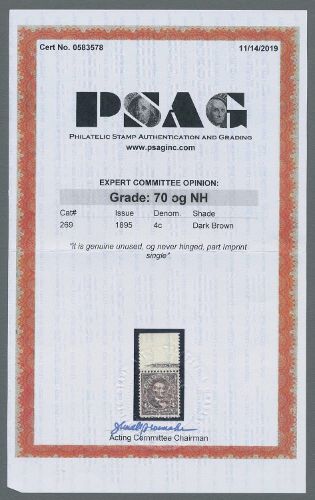 Cert No. 0583578 11/14/2019
PSAG
PHILATELIC STAMP AUTHENTICATION AND GRADING
www.psaginc.com
EXPERT COMMITTEE OPINION:
Grade: 70 og NH
Cat# Issue Denom. Shade
269 1895 4c Dark Brown
"it is genuine unused, og never hinged, part imprint
single".
Acting Committee Chairman